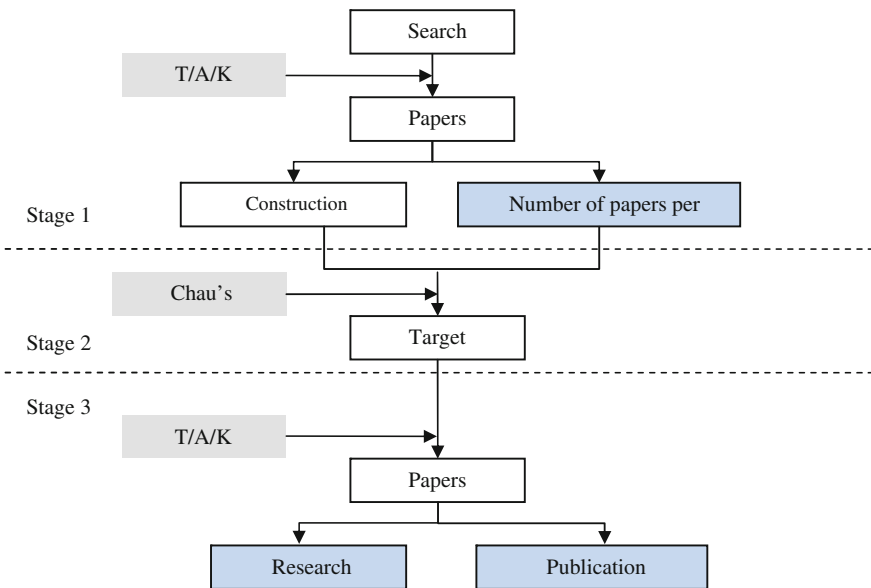 Search
T/A/K
Papers
Construction
Number of papers per
Stage 1
Chau's
Target
Stage 2
Stage 3
T/A/K
Papers
Research
Publication